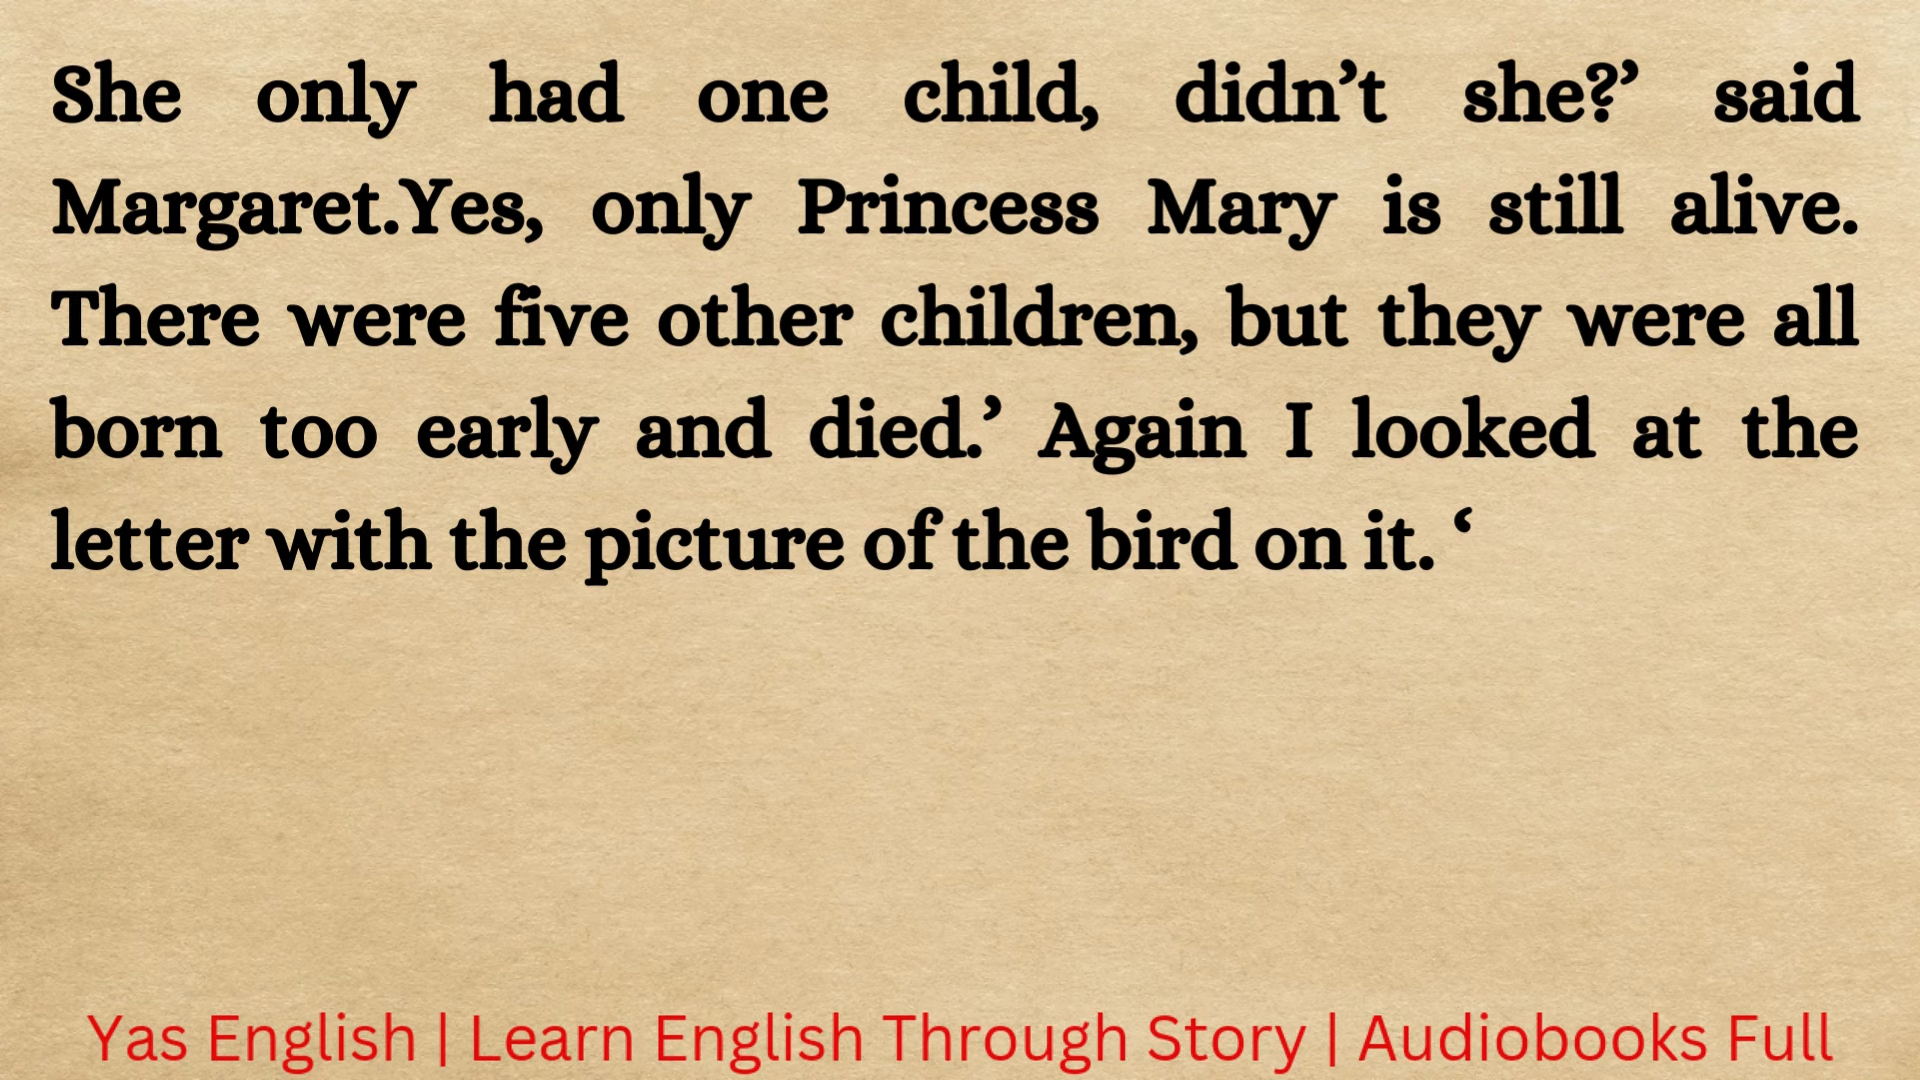 She only had one child, didn’t she?’ said
Margaret.Yes, only Princess Mary is still alive.
There were five other children, but they were all
born too early and died.’ Again I looked at the
letter with the picture of the bird on it. ‘
Yas English | Learn English Through Story | Audiobooks Full